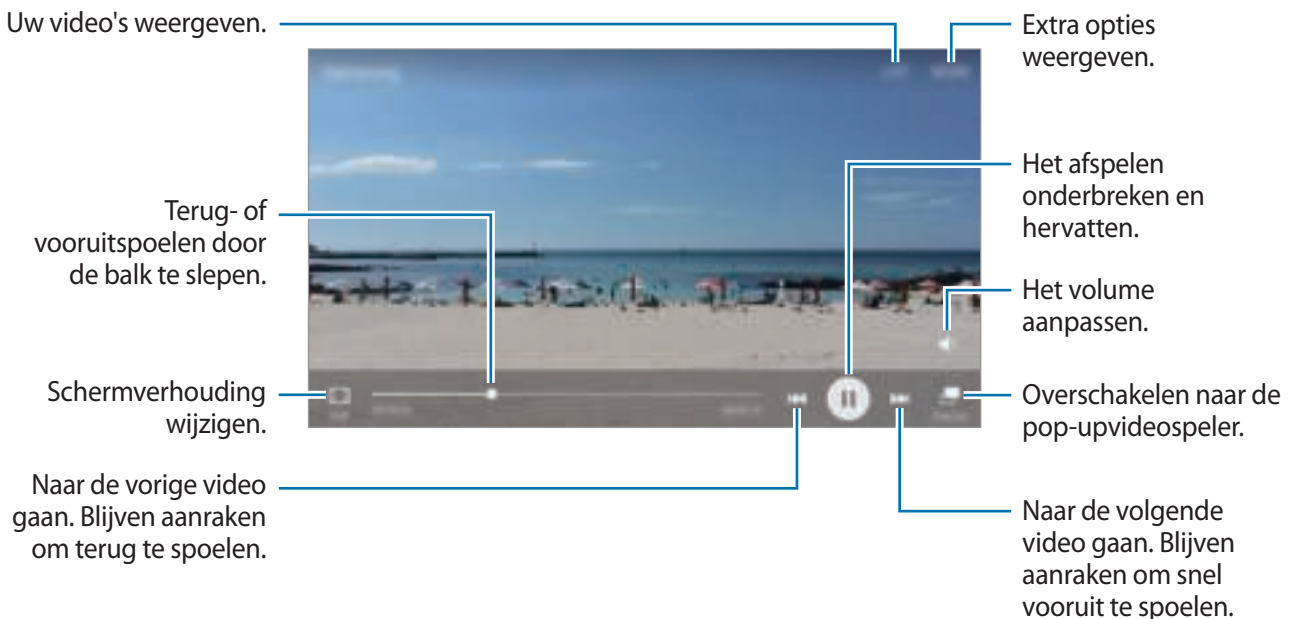 Uw video's weergeven.
Extra opties
weergeven.
Terug- of
vooruitspoelen door
de balk te slepen.
Het afspelen
onderbreken en
hervatten.
Het volume
aanpassen.
Schermverhouding
wijzigen.
Overschakelen naar de
pop-upvideospeler.
Naar de vorige video
gaan. Blijven aanraken
om terug te spoelen.
Naar de volgende
video gaan. Blijven
aanraken om snel
vooruit te spoelen.